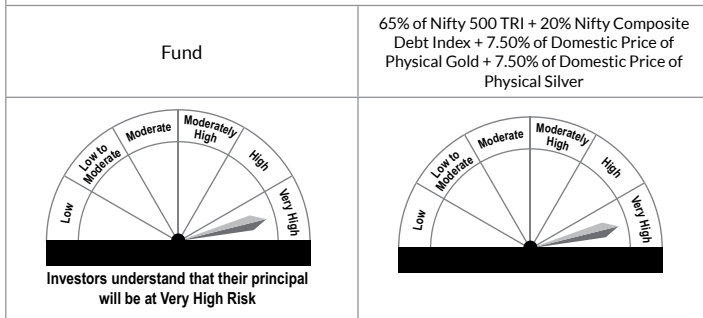 Fund
65% of Nifty 500 TRI + 20% Nifty Composite
Debt Index + 7.50% of Domestic Price of
Physical Gold + 7.50% of Domestic Price of
Physical Silver
Low
Low to
Moderate
Moderate
Moderately
High
High
Very High
Investors understand that their principal
will be at Very High Risk
Low
Low to
Moderate
Moderate
Moderately
High
High
Very High